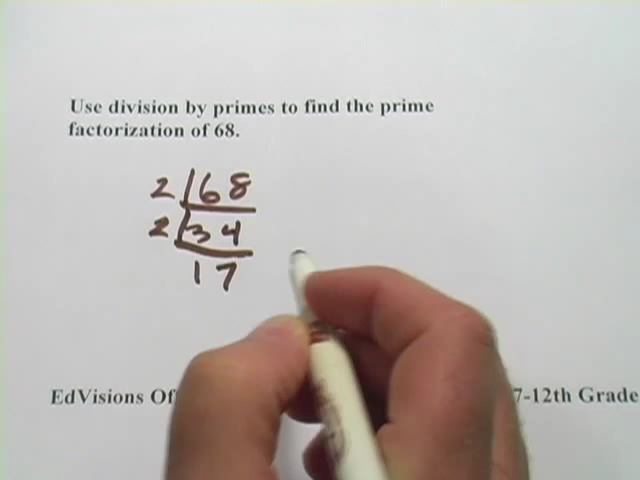 Use division by primes to find the prime
factorization of 68.
2 68
2 34
17
EdVisions Of 7-12th Grade